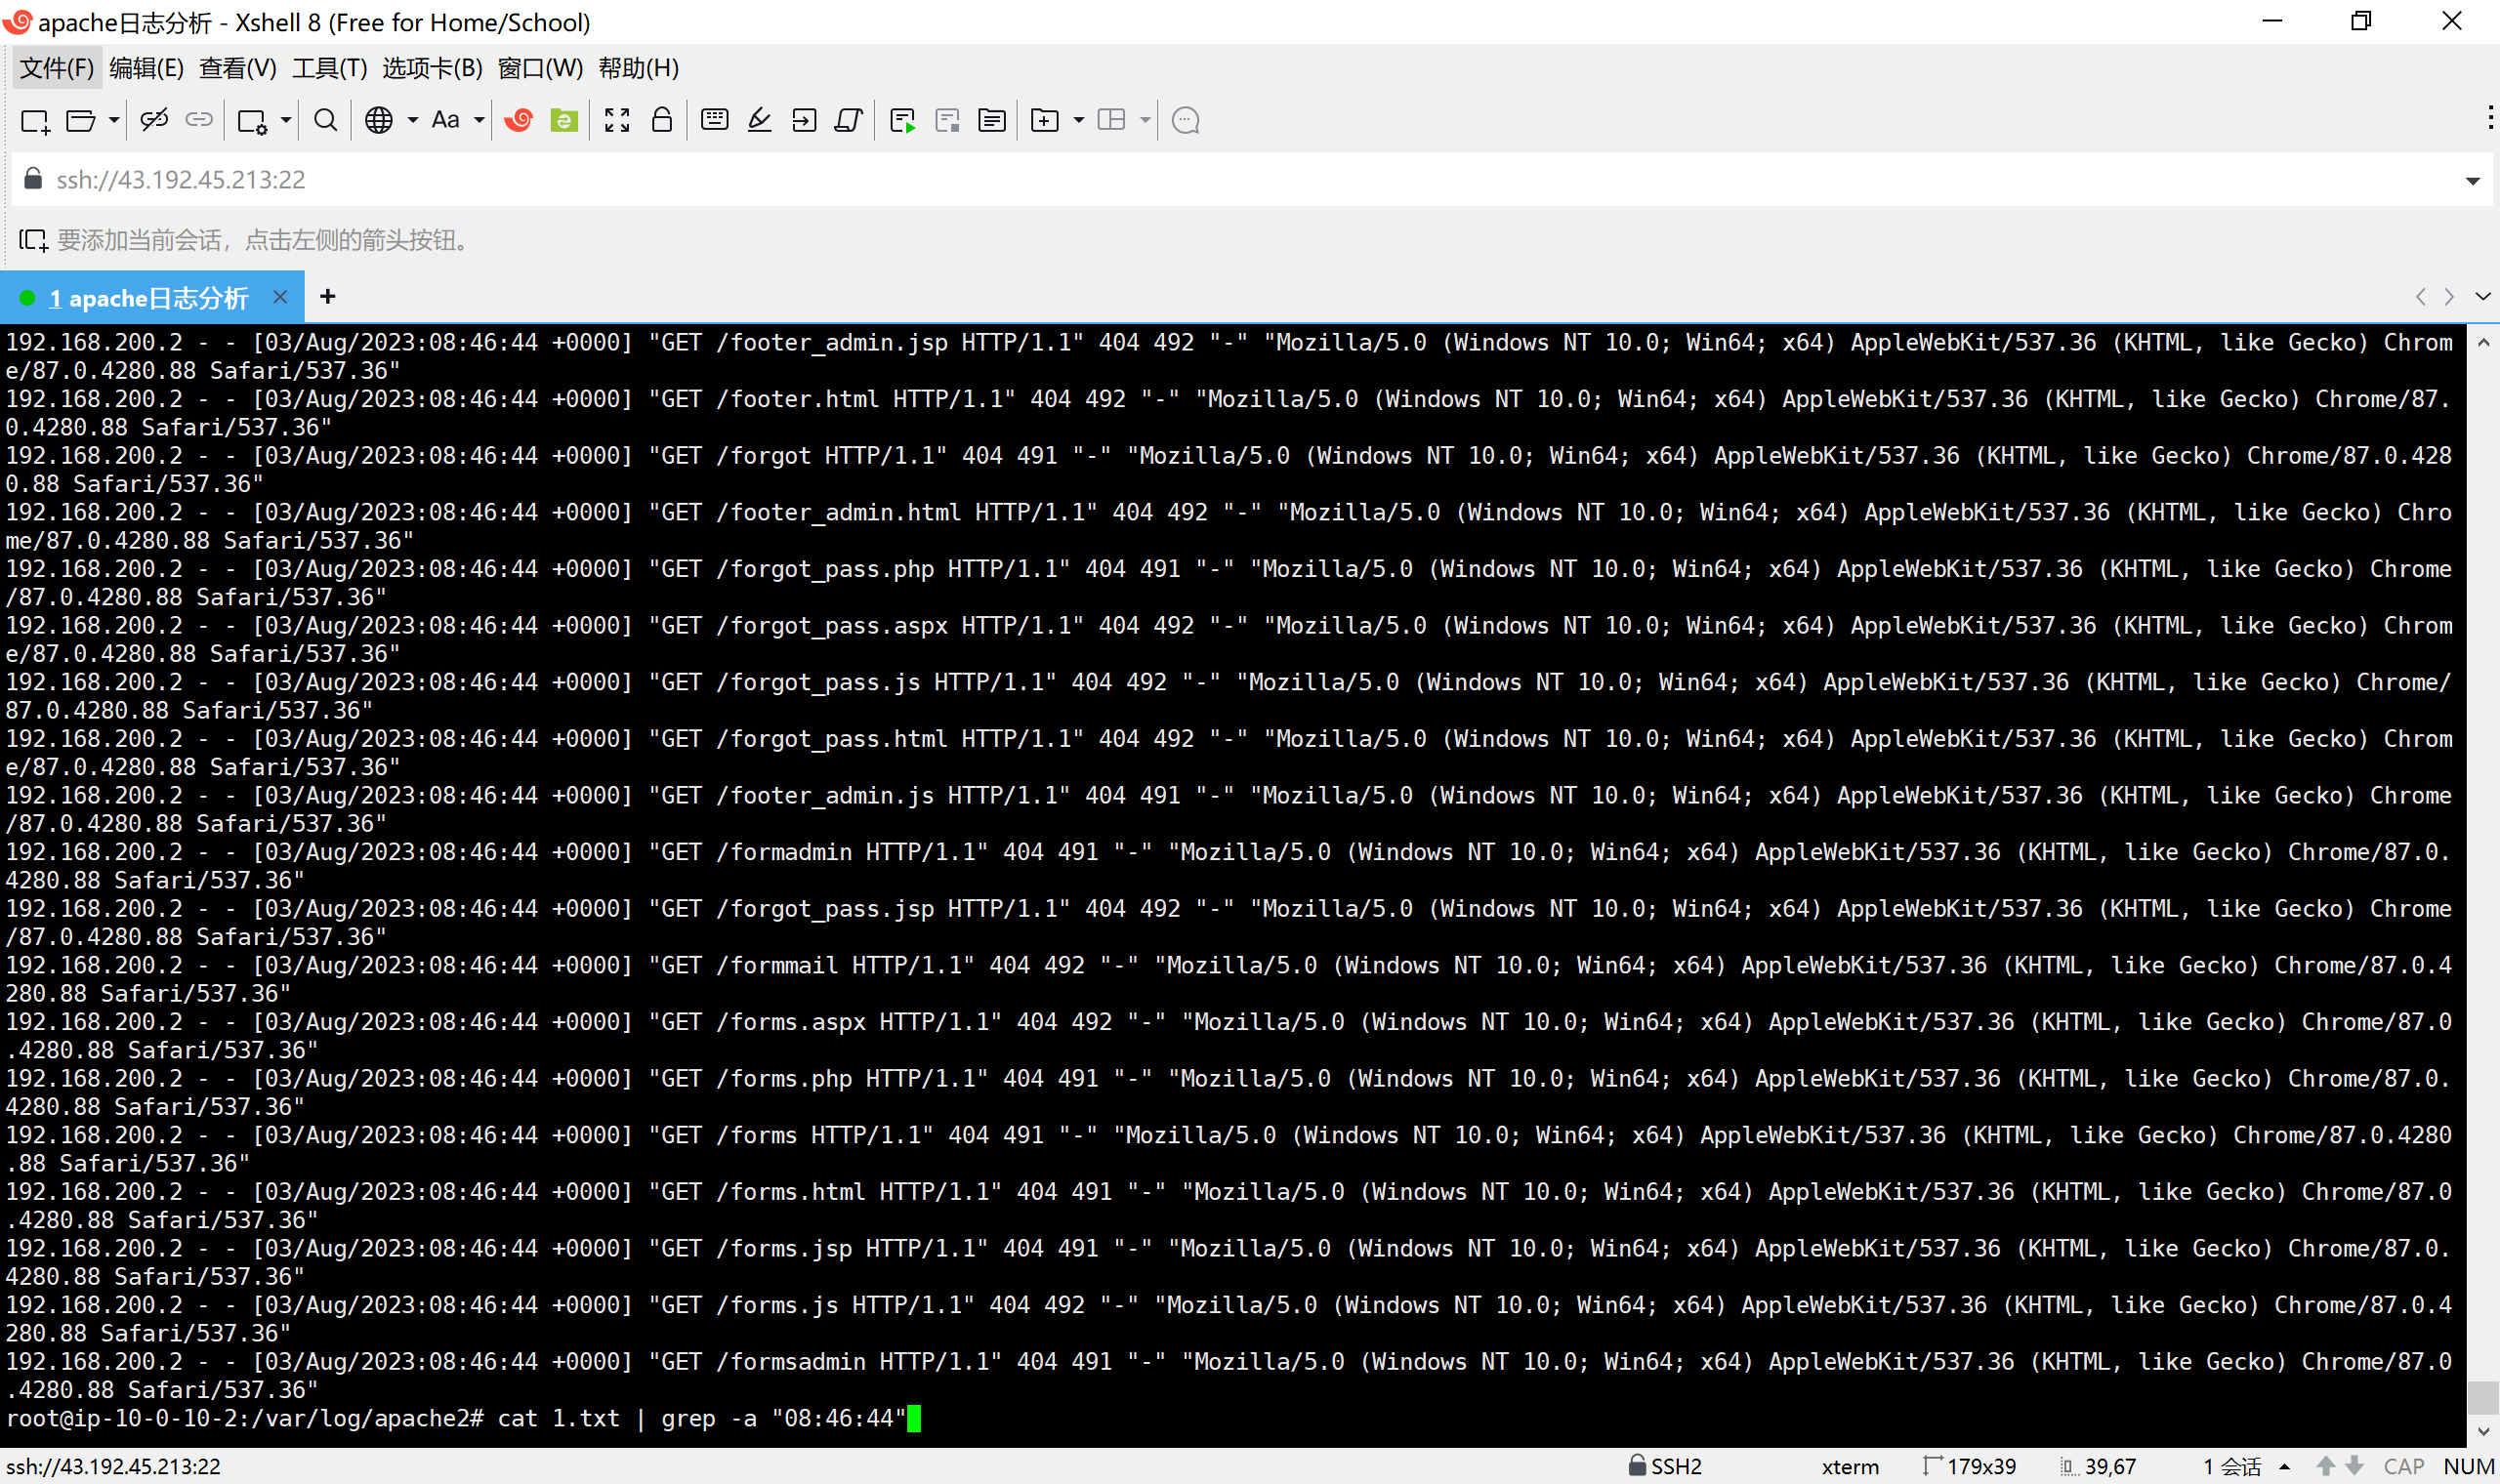 apache日志分析 - Xshell 8 (Free for Home/School)
文件(F) 编辑(E) 查看(V) 工具(T) 选项卡(B) 窗口(W) 帮助(H)
Aa
ssh://43.192.45.213:22
要添加当前会话，点击左侧的箭头按钮。
1 apache日志分析
192.168.200.2 - - [03/Aug/2023:08:46:44 +0000] "GET /footer_admin.jsp HTTP/1.1" 404 492 "-" "Mozilla/5.0 (Windows NT 10.0; Win64; x64) AppleWebKit/537.36 (KHTML, like Gecko) Chrom
e/87.0.4280.88 Safari/537.36"
192.168.200.2 - - [03/Aug/2023:08:46:44 +0000] "GET /footer.html HTTP/1.1" 404 492 "-" "Mozilla/5.0 (Windows NT 10.0; Win64; x64) AppleWebKit/537.36 (KHTML, like Gecko) Chrome/87.
0.4280.88 Safari/537.36"
192.168.200.2 - - [03/Aug/2023:08:46:44 +0000] "GET /forgot HTTP/1.1" 404 491 "-" "Mozilla/5.0 (Windows NT 10.0; Win64; x64) AppleWebKit/537.36 (KHTML, like Gecko) Chrome/87.0.428
0.88 Safari/537.36"
192.168.200.2 - - [03/Aug/2023:08:46:44 +0000] "GET /footer_admin.html HTTP/1.1" 404 492 "-" "Mozilla/5.0 (Windows NT 10.0; Win64; x64) AppleWebKit/537.36 (KHTML, like Gecko) Chro
me/87.0.4280.88 Safari/537.36"
192.168.200.2 - - [03/Aug/2023:08:46:44 +0000] "GET /forgot_pass.php HTTP/1.1" 404 491 "-" "Mozilla/5.0 (Windows NT 10.0; Win64; x64) AppleWebKit/537.36 (KHTML, like Gecko) Chrome
/87.0.4280.88 Safari/537.36"
192.168.200.2 - - [03/Aug/2023:08:46:44 +0000] "GET /forgot_pass.aspx HTTP/1.1" 404 492 "-" "Mozilla/5.0 (Windows NT 10.0; Win64; x64) AppleWebKit/537.36 (KHTML, like Gecko) Chrom
e/87.0.4280.88 Safari/537.36"
192.168.200.2 - - [03/Aug/2023:08:46:44 +0000] "GET /forgot_pass.js HTTP/1.1" 404 492 "-" "Mozilla/5.0 (Windows NT 10.0; Win64; x64) AppleWebKit/537.36 (KHTML, like Gecko) Chrome/
87.0.4280.88 Safari/537.36"
192.168.200.2 - - [03/Aug/2023:08:46:44 +0000] "GET /forgot_pass.html HTTP/1.1" 404 492 "-" "Mozilla/5.0 (Windows NT 10.0; Win64; x64) AppleWebKit/537.36 (KHTML, like Gecko) Chrom
e/87.0.4280.88 Safari/537.36"
192.168.200.2 - - [03/Aug/2023:08:46:44 +0000] "GET /footer_admin.js HTTP/1.1" 404 491 "-" "Mozilla/5.0 (Windows NT 10.0; Win64; x64) AppleWebKit/537.36 (KHTML, like Gecko) Chrome
/87.0.4280.88 Safari/537.36"
192.168.200.2 - - [03/Aug/2023:08:46:44 +0000] "GET /formadmin HTTP/1.1" 404 491 "-" "Mozilla/5.0 (Windows NT 10.0; Win64; x64) AppleWebKit/537.36 (KHTML, like Gecko) Chrome/87.0.
4280.88 Safari/537.36"
192.168.200.2 - - [03/Aug/2023:08:46:44 +0000] "GET /forgot_pass.jsp HTTP/1.1" 404 492 "-" "Mozilla/5.0 (Windows NT 10.0; Win64; x64) AppleWebKit/537.36 (KHTML, like Gecko) Chrome
/87.0.4280.88 Safari/537.36"
192.168.200.2 - - [03/Aug/2023:08:46:44 +0000] "GET /formmail HTTP/1.1" 404 492 "-" "Mozilla/5.0 (Windows NT 10.0; Win64; x64) AppleWebKit/537.36 (KHTML, like Gecko) Chrome/87.0.4
280.88 Safari/537.36"
192.168.200.2 - - [03/Aug/2023:08:46:44 +0000] "GET /forms.aspx HTTP/1.1" 404 492 "-" "Mozilla/5.0 (Windows NT 10.0; Win64; x64) AppleWebKit/537.36 (KHTML, like Gecko) Chrome/87.0
.4280.88 Safari/537.36"
192.168.200.2 - - [03/Aug/2023:08:46:44 +0000] "GET /forms.php HTTP/1.1" 404 491 "-" "Mozilla/5.0 (Windows NT 10.0; Win64; x64) AppleWebKit/537.36 (KHTML, like Gecko) Chrome/87.0.
4280.88 Safari/537.36"
192.168.200.2 - - [03/Aug/2023:08:46:44 +0000] "GET /forms HTTP/1.1" 404 491 "-" "Mozilla/5.0 (Windows NT 10.0; Win64; x64) AppleWebKit/537.36 (KHTML, like Gecko) Chrome/87.0.4280
.88 Safari/537.36"
192.168.200.2 - - [03/Aug/2023:08:46:44 +0000] "GET /forms.html HTTP/1.1" 404 491 "-" "Mozilla/5.0 (Windows NT 10.0; Win64; x64) AppleWebKit/537.36 (KHTML, like Gecko) Chrome/87.0
.4280.88 Safari/537.36"
192.168.200.2 - - [03/Aug/2023:08:46:44 +0000] "GET /forms.jsp HTTP/1.1" 404 491 "-" "Mozilla/5.0 (Windows NT 10.0; Win64; x64) AppleWebKit/537.36 (KHTML, like Gecko) Chrome/87.0.
4280.88 Safari/537.36"
192.168.200.2 - - [03/Aug/2023:08:46:44 +0000] "GET /forms.js HTTP/1.1" 404 492 "-" "Mozilla/5.0 (Windows NT 10.0; Win64; x64) AppleWebKit/537.36 (KHTML, like Gecko) Chrome/87.0.4
280.88 Safari/537.36"
192.168.200.2 - - [03/Aug/2023:08:46:44 +0000] "GET /formsadmin HTTP/1.1" 404 491 "-" "Mozilla/5.0 (Windows NT 10.0; Win64; x64) AppleWebKit/537.36 (KHTML, like Gecko) Chrome/87.0
.4280.88 Safari/537.36"
root@ip-10-0-10-2:/var/log/apache2# cat 1.txt | grep -a "08:46:44"
ssh://43.192.45.213:22 SSH2 xterm 179x39 39,67 1 会话 CAP NUM